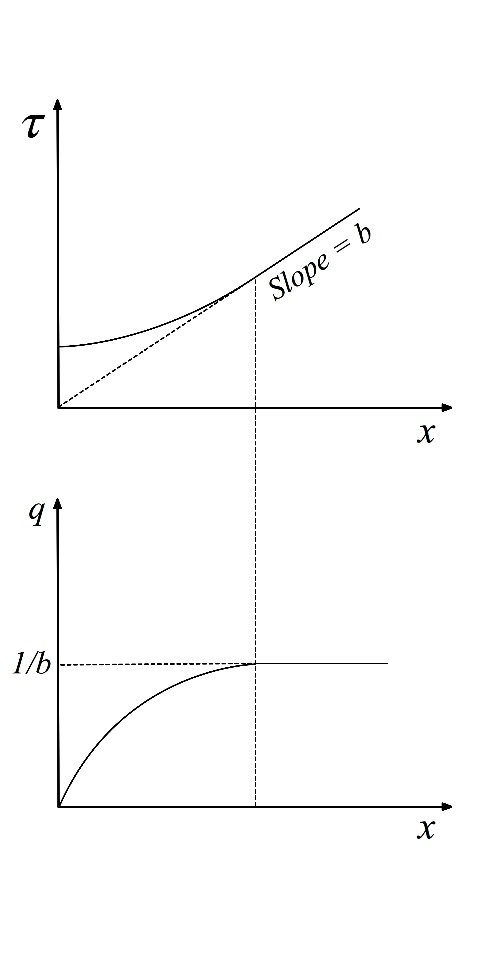 τ
Slope = b
x
q
1/b
x